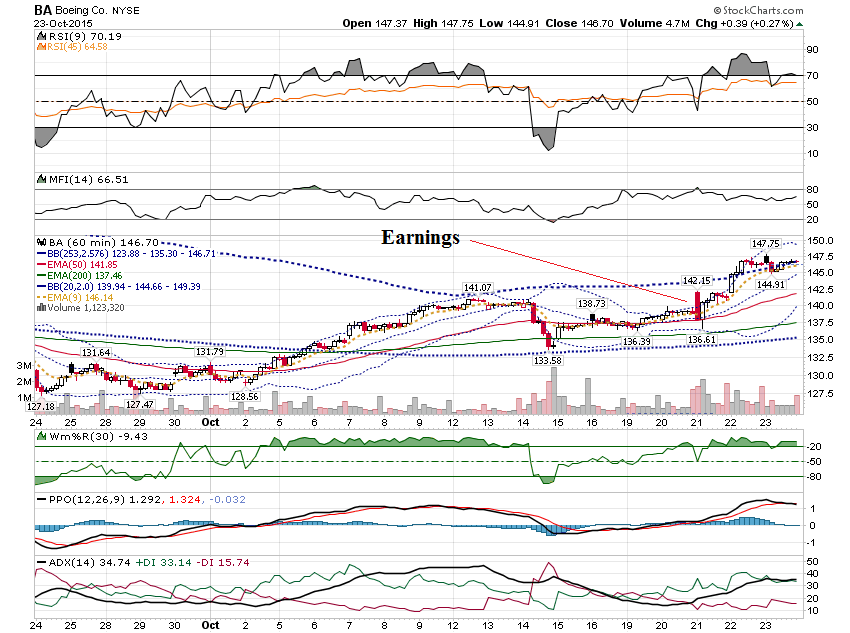 BA Boeing Co. NYSE
© StockCharts.com
23-Oct-2015
Open 147.37 High 147.75 Low 144.91 Close 146.70 Volume 4.7M Chg +0.39 (+0.27%)
RSI(9) 70.19
RSI(45) 64.58
90
70
50
30
10
MFI(14) 66.51
80
50
20
Earnings
BA (60 min) 146.70
BB(253,2.576) 123.88 - 135.30 - 146.71
EMA(50) 141.85
EMA(200) 137.46
BB(20,2.0) 139.94 - 144.66 - 149.39
EMA(9) 146.14
Volume 1,123,320
147.75
142.15
144.91
141.07
138.73
136.39
136.61
133.58
131.64
131.79
128.56
127.47
127.18
150.0
147.5
145.0
142.5
140.0
137.5
135.0
132.5
130.0
127.5
3M
2M
1M
24 25 28 29 30 Oct 2 5 6 7 8 9 12 13 14 15 16 19 20 21 22 23
Wm%R(30) -9.43
-20
-50
-80
PPO(12,26,9) 1.292, 1.324, -0.032
1
0
-1
ADX(14) 34.74 +DI 33.14 -DI 15.74
50
40
30
20
10
24 25 28 29 30 Oct 2 5 6 7 8 9 12 13 14 15 16 19 20 21 22 23